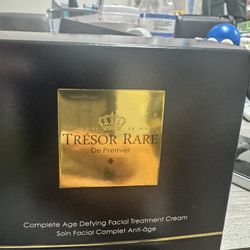 TRÉSOR RARE
De Premier
Complete Age Defying Facial Treatment Cream
Soin Facial Complet Anti-âge